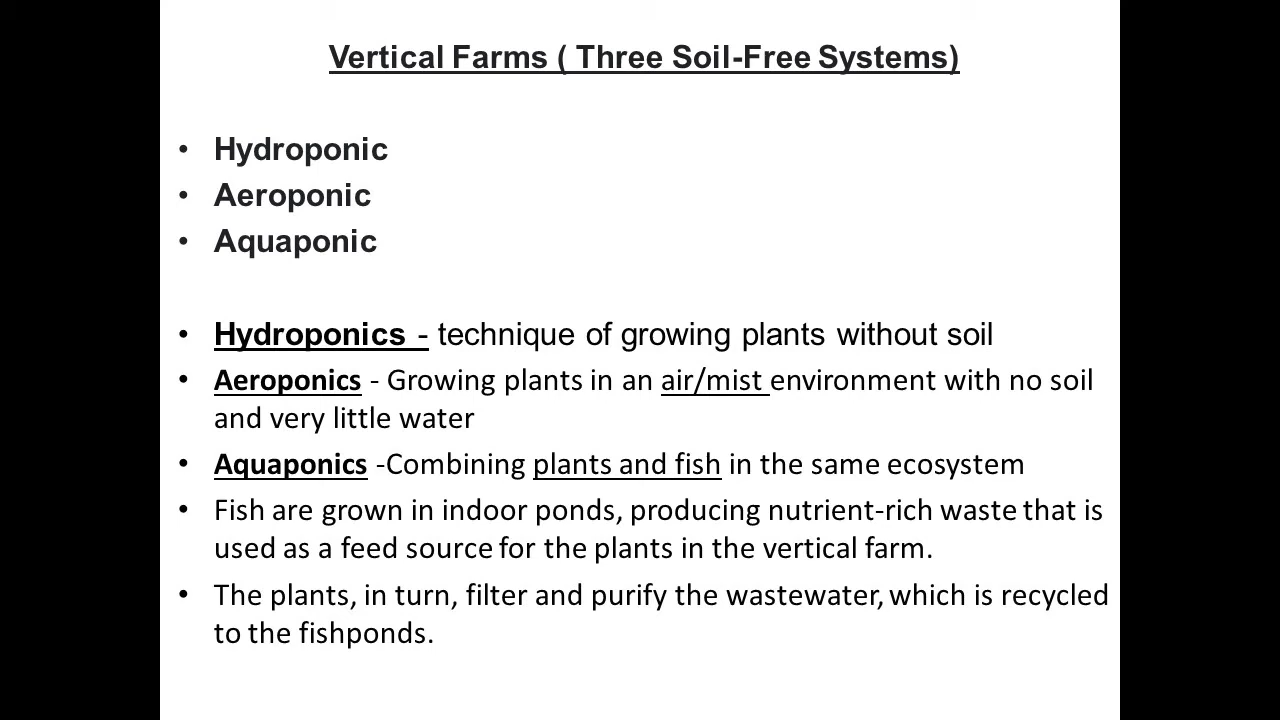 Vertical Farms ( Three Soil-Free Systems)
• Hydroponic
• Aeroponic
• Aquaponic
• Hydroponics - technique of growing plants without soil
• Aeroponics - Growing plants in an air/mist environment with no soil
and very little water
• Aquaponics -Combining plants and fish in the same ecosystem
• Fish are grown in indoor ponds, producing nutrient-rich waste that is
used as a feed source for the plants in the vertical farm.
• The plants, in turn, filter and purify the wastewater, which is recycled
to the fishponds.